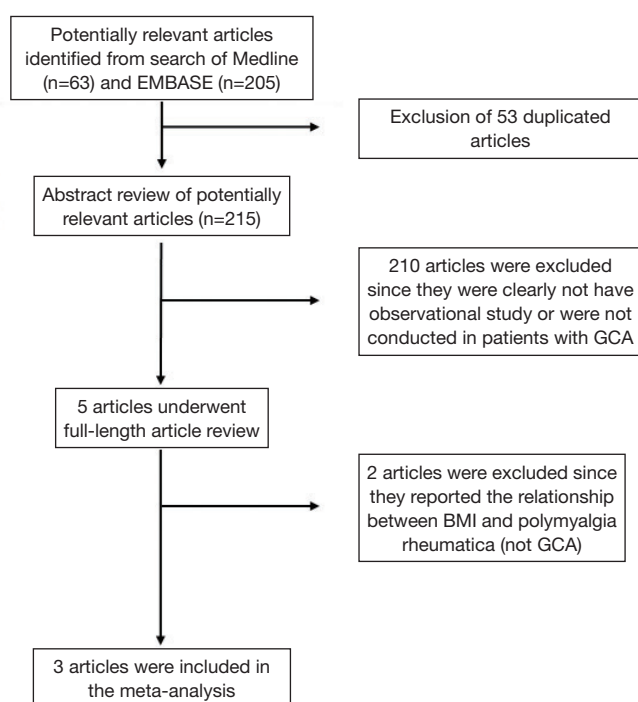 Potentially relevant articles
identified from search of Medline
(n=63) and EMBASE (n=205)
Exclusion of 53 duplicated
articles
Abstract review of potentially
relevant articles (n=215)
210 articles were excluded
since they were clearly not have
observational study or were not
conducted in patients with GCA
5 articles underwent
full-length article review
2 articles were excluded since
they reported the relationship
between BMI and polymyalgia
rheumatica (not GCA)
3 articles were included in
the meta-analysis